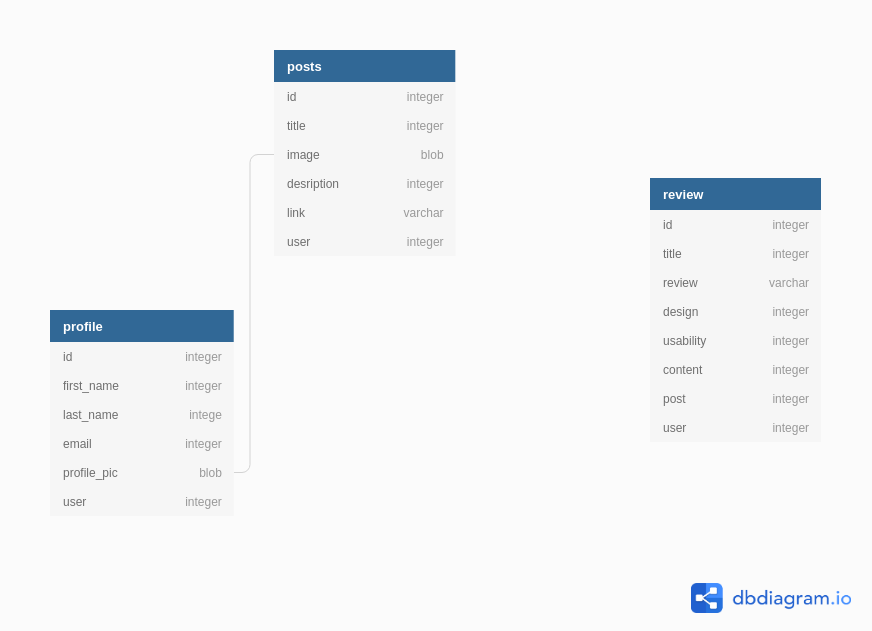 posts
id integer
title integer
image blob
desription integer
link varchar
user integer
review
id integer
title integer
review varchar
design integer
usability integer
content integer
post integer
user integer
profile
id integer
first_name integer
last_name intege
email integer
profile_pic blob
user integer
dbdiagram.io